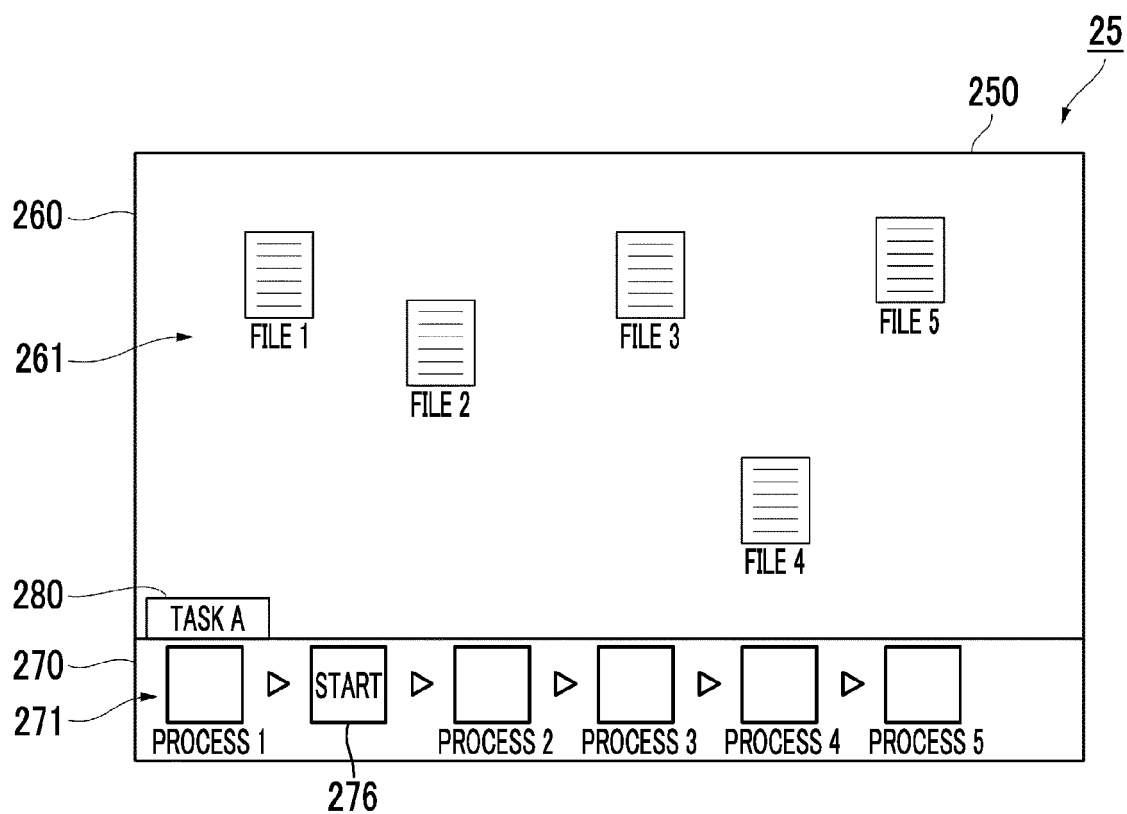 25
250
260
FILE 1
FILE 2
FILE 3
FILE 5
261
FILE 4
280
TASK A
270
START
271
PROCESS 1
PROCESS 2
PROCESS 3
PROCESS 4
PROCESS 5
276